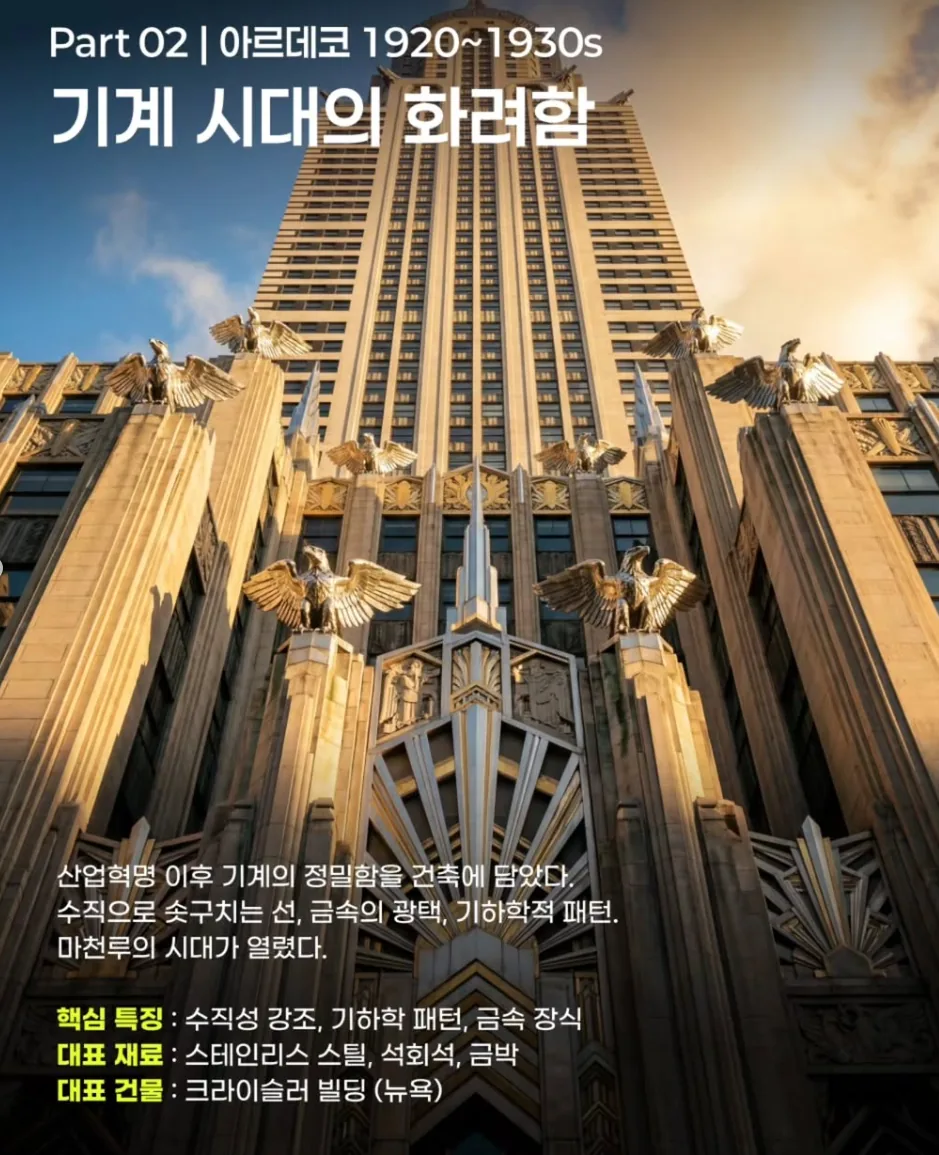 Part 02 | 아르데코 1920~1930s
기계 시대의 화려함
산업혁명 이후 기계의 정밀함을 건축에 담았다.
수직으로 솟구치는 선, 금속의 광택, 기하학적 패턴.
마천루의 시대가 열렸다.
핵심 특징 : 수직성 강조, 기하학 패턴, 금속 장식
대표 재료 : 스테인리스 스틸, 석회석, 금박
대표 건물 : 크라이슬러 빌딩 (뉴욕)